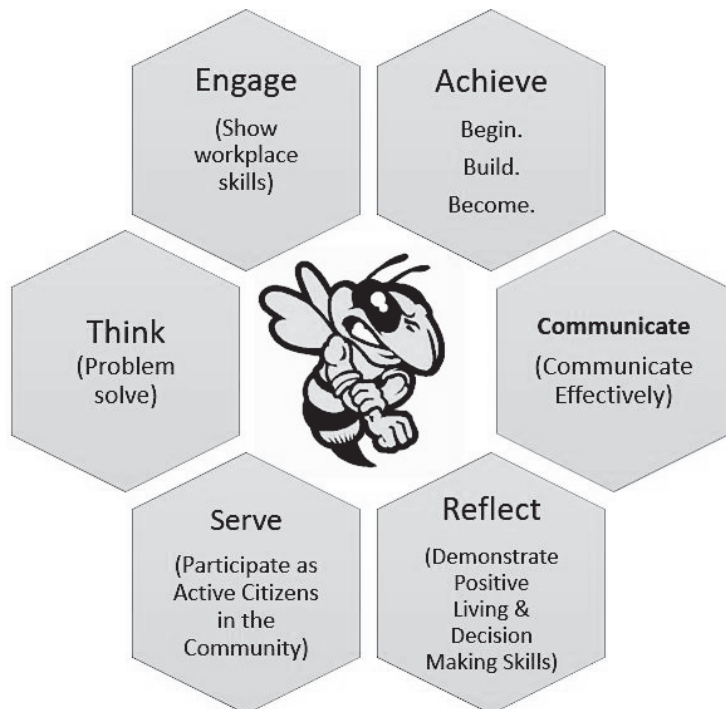 Engage
(Show
workplace
skills)
Achieve
Begin.
Build.
Become.
Think
(Problem
solve)
Communicate
(Communicate
Effectively)
Serve
(Participate as
Active Citizens
in the
Community)
Reflect
(Demonstrate
Positive
Living &
Decision
Making Skills)